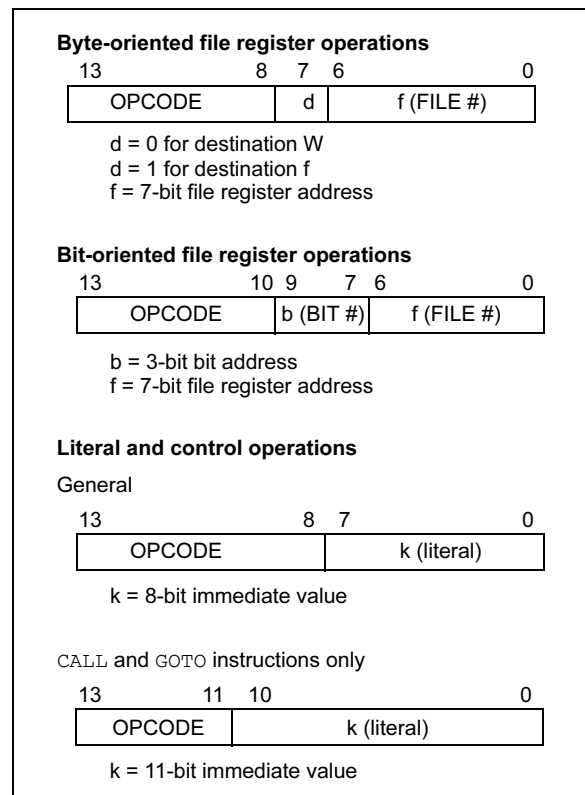 Byte-oriented file register operations
13 8 7 6 0
OPCODE d f (FILE #)
d = 0 for destination W
d = 1 for destination f
f = 7-bit file register address
Bit-oriented file register operations
13 10 9 7 6 0
OPCODE b (BIT #) f (FILE #)
b = 3-bit bit address
f = 7-bit file register address
Literal and control operations
General
13 8 7 0
OPCODE k (literal)
k = 8-bit immediate value
CALL and GOTO instructions only
13 11 10 0
OPCODE k (literal)
k = 11-bit immediate value